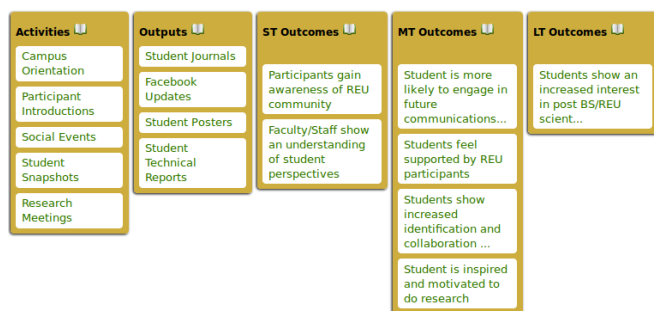 Activities
Campus
Orientation
Participant
Introductions
Social Events
Student
Snapshots
Research
Meetings
Outputs
Student Journals
Facebook
Updates
Student Posters
Student
Technical
Reports
ST Outcomes
Participants gain
awareness of REU
community
Faculty/Staff show
an understanding
of student
perspectives
MT Outcomes
Student is more
likely to engage in
future
communications...
Students feel
supported by REU
participants
Students show
increased
identification and
collaboration ...
Student is inspired
and motivated to
do research
LT Outcomes
Students show an
increased interest
in post BS/REU
scient...